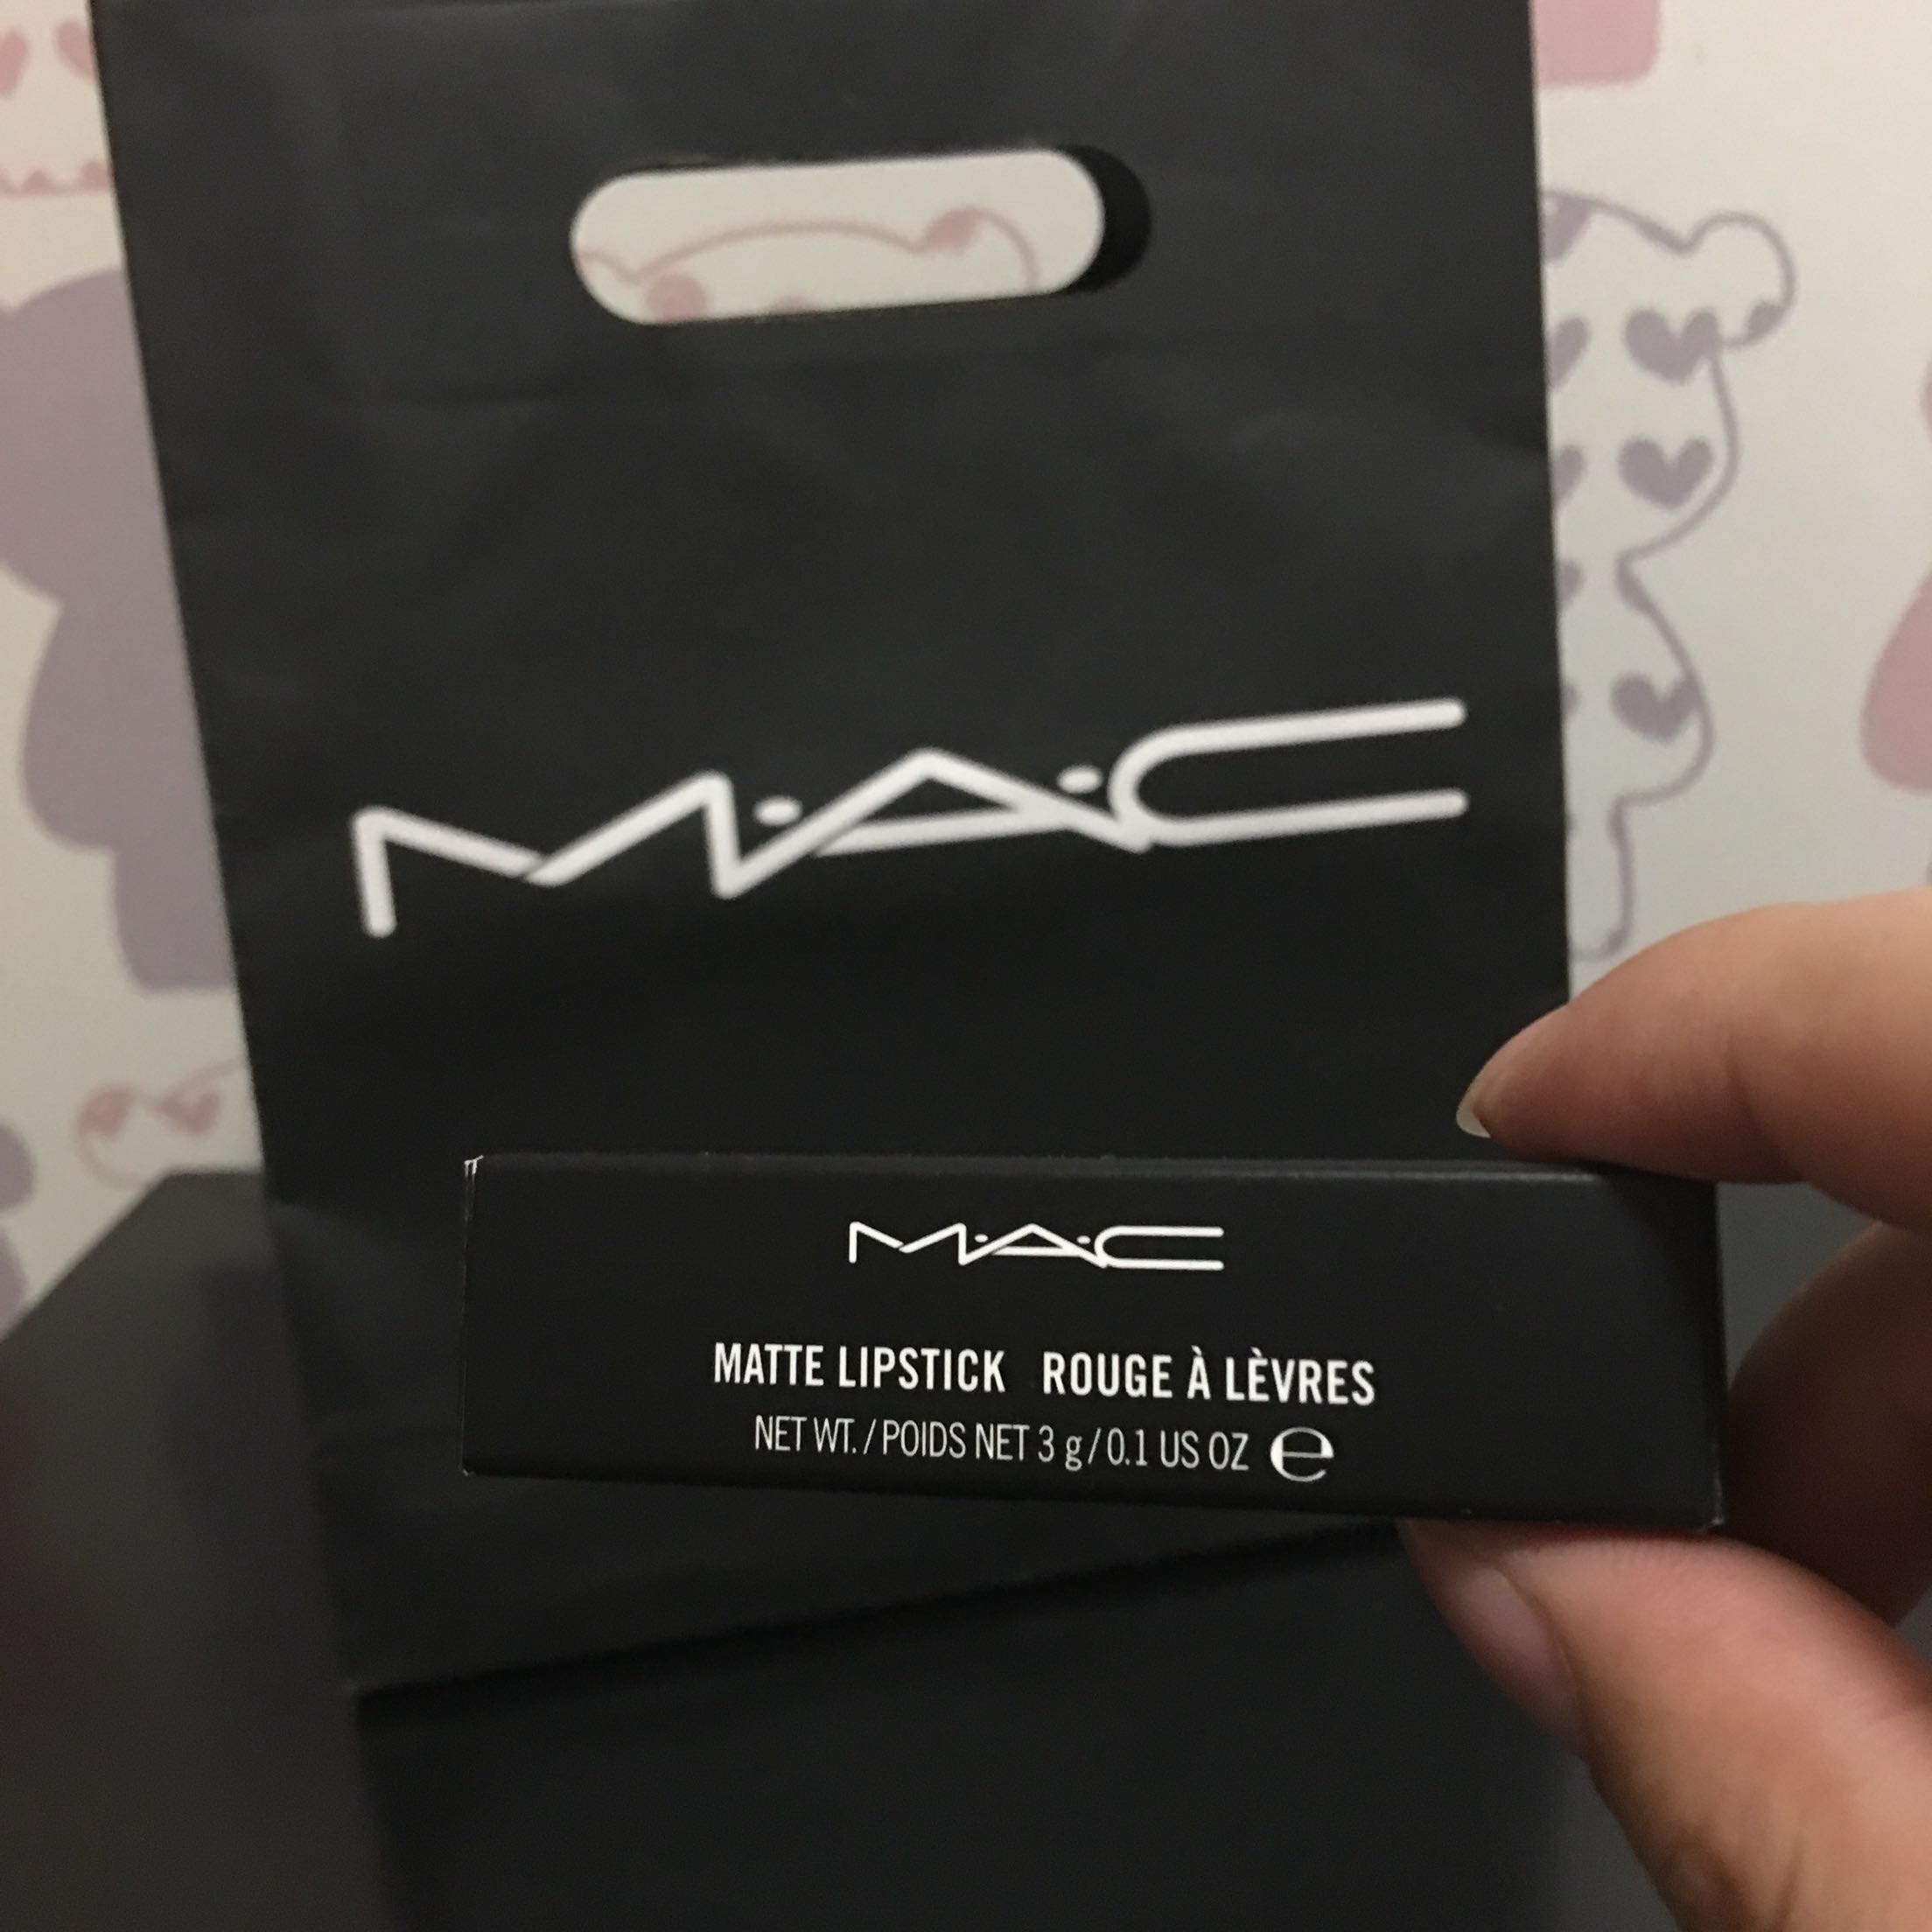 M·A·C
M·A·C
MATTE LIPSTICK ROUGE À LÈVRES
NET WT. / POIDS NET 3 g / 0.1 US OZ e